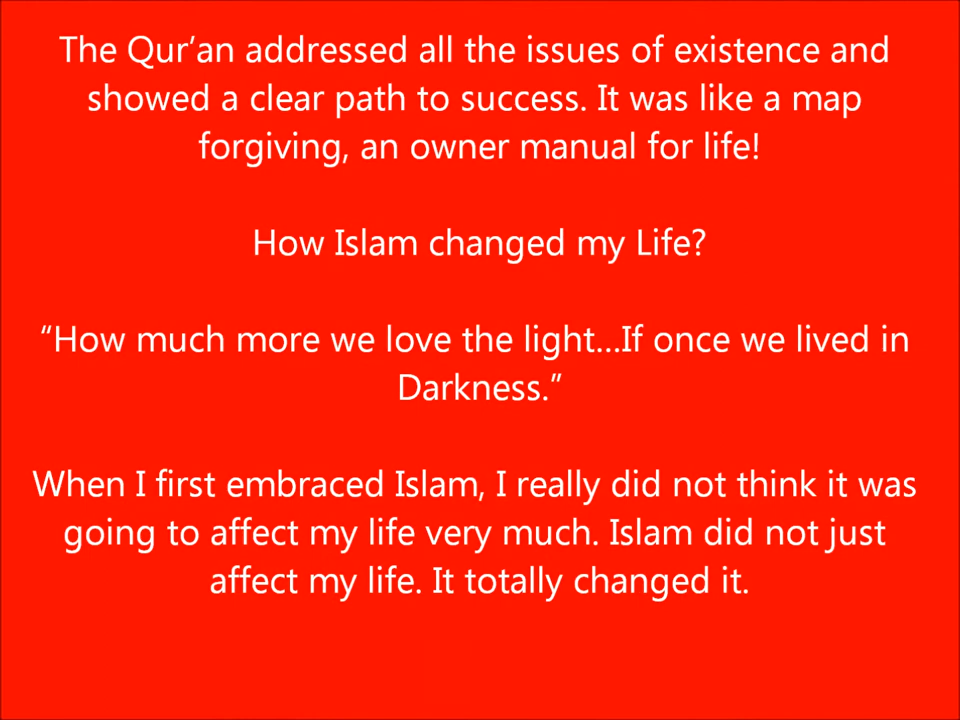 The Qur’an addressed all the issues of existence and
showed a clear path to success. It was like a map
forgiving, an owner manual for life!
How Islam changed my Life?
“How much more we love the light...If once we lived in
Darkness.”
When I first embraced Islam, I really did not think it was
going to affect my life very much. Islam did not just
affect my life. It totally changed it.